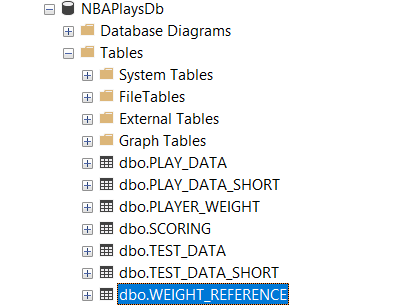 NBAPlaysDb
Database Diagrams
Tables
System Tables
FileTables
External Tables
Graph Tables
dbo.PLAY_DATA
dbo.PLAY_DATA_SHORT
dbo.PLAYER_WEIGHT
dbo.SCORING
dbo.TEST_DATA
dbo.TEST_DATA_SHORT
dbo.WEIGHT_REFERENCE